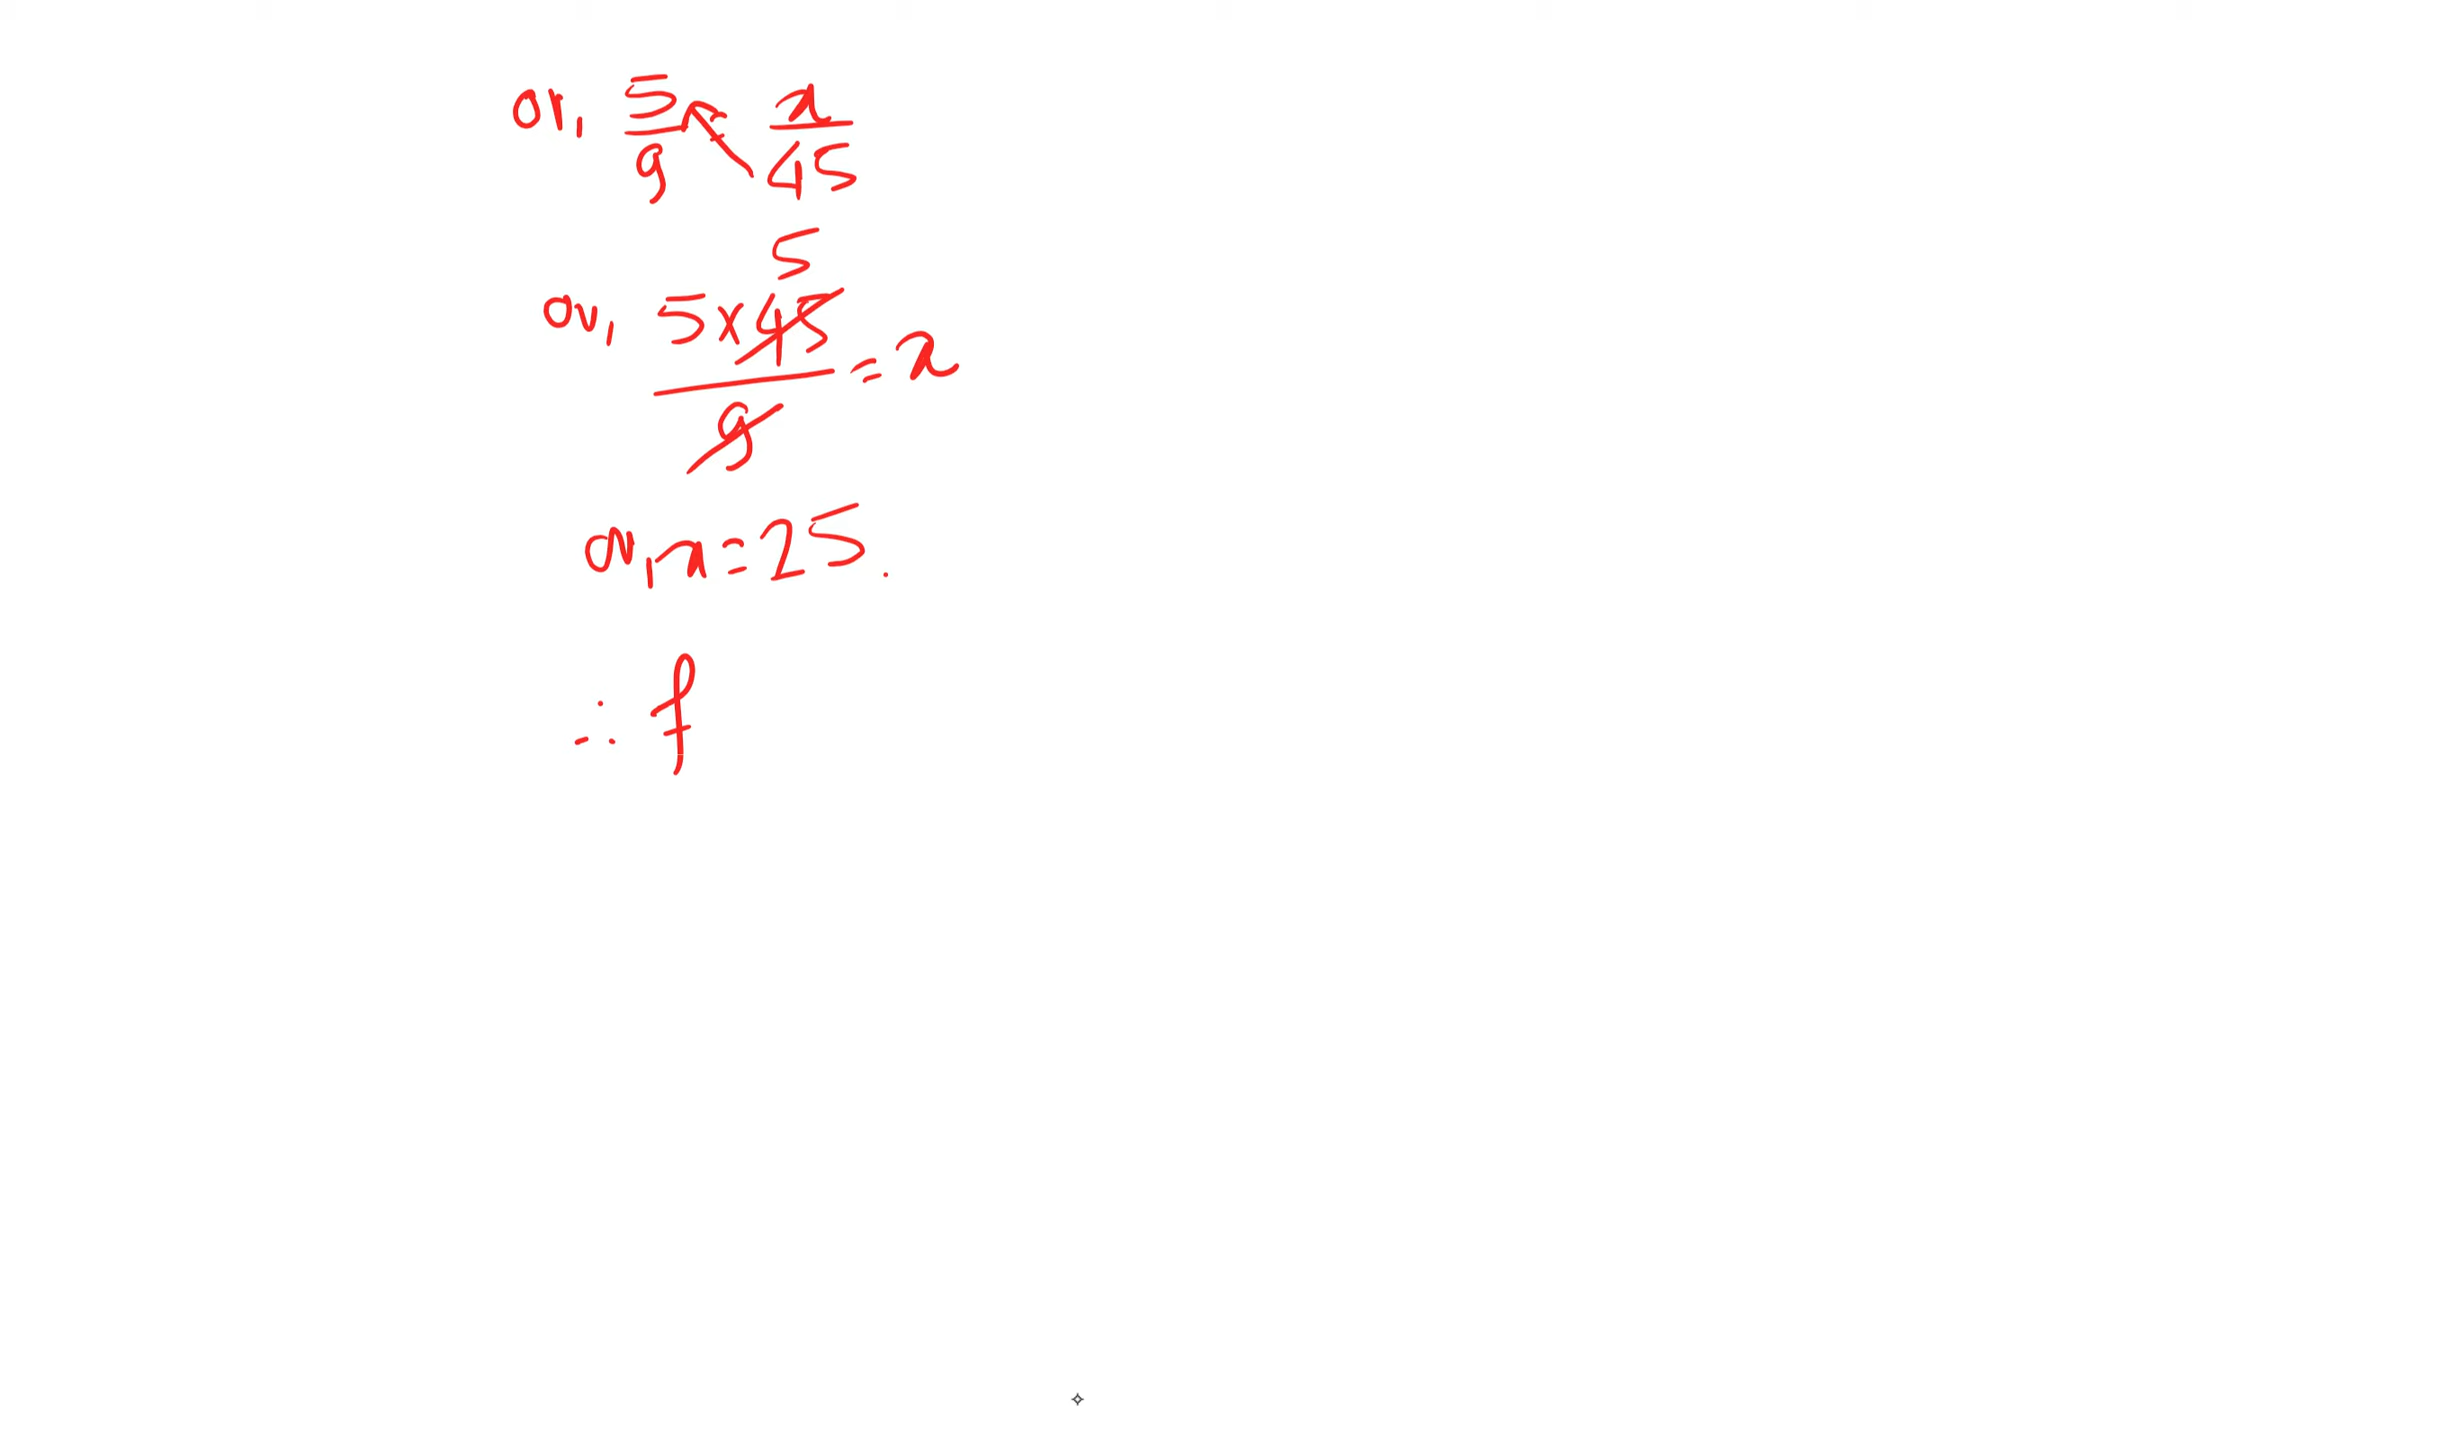 or, 5/9 = x/45
5
or, 5×45/9 = x
or, x = 25.
∴ f